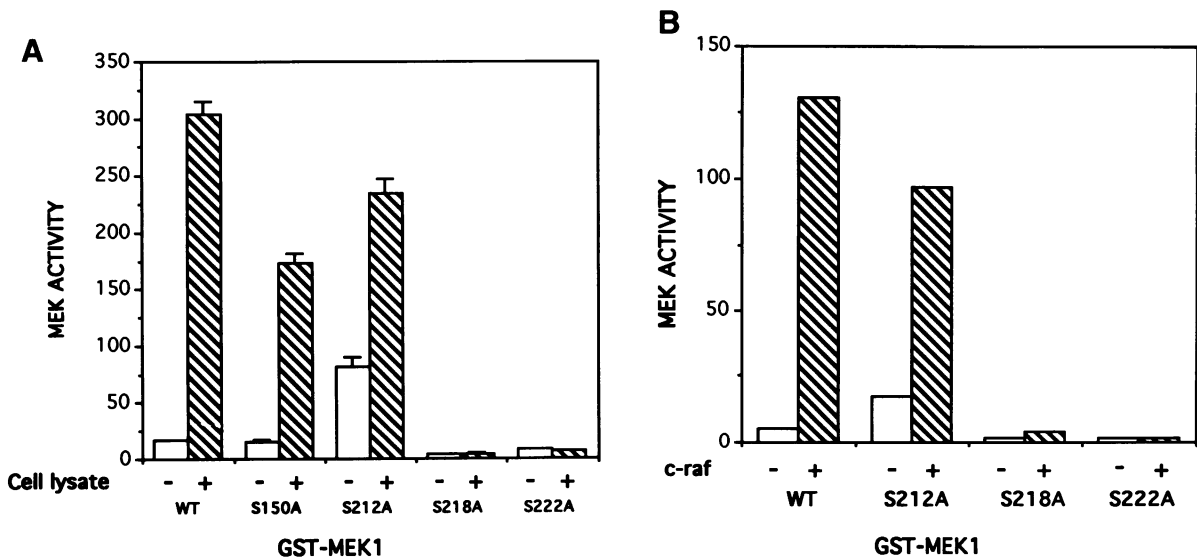 A
350
300
250
200
150
100
50
0
MEK ACTIVITY
Cell lysate - + - + - + - + - +
WT S150A S212A S218A S222A
GST-MEK1
B
150
100
50
0
MEK ACTIVITY
c-raf - + - + - + - +
WT S212A S218A S222A
GST-MEK1